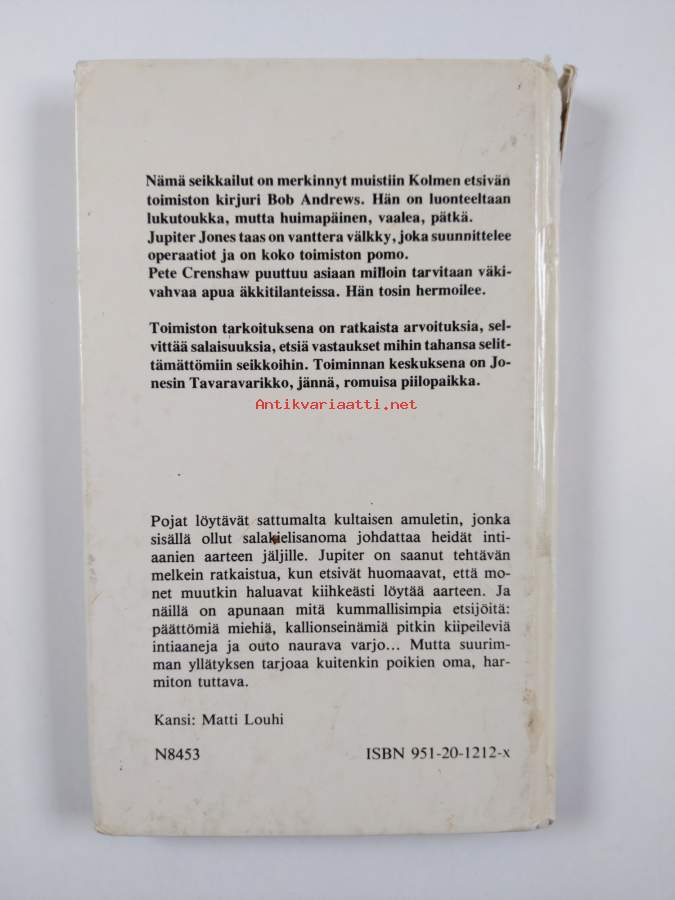 Nämä seikkailut on merkinnyt muistiin Kolmen etsivän
toimiston kirjuri Bob Andrews. Hän on luonteeltaan
lukutoukka, mutta huimapäinen, vaalea, pätkä.
Jupiter Jones taas on vanttera välkky, joka suunnittelee
operaatiot ja on koko toimiston pomo.
Pete Crenshaw puuttuu asiaan milloin tarvitaan väki-
vahvaa apua äkkitilanteissa. Hän tosin hermoilee.
Toimiston tarkoituksena on ratkaista arvoituksia, sel-
vittää salaisuuksia, etsiä vastaukset mihin tahansa selit-
tämättömiin seikkoihin. Toiminnan keskuksena on Jo-
nesin Tavaravarikko, jännä, romuisa piilopaikka.
Antikvariaatti.net
Pojat löytävät sattumalta kultaisen amuletin, jonka
sisällä ollut salakielisanoma johdattaa heidät inti-
aanien aarteen jäljille. Jupiter on saanut tehtävän
melkein ratkaistua, kun etsivät huomaavat, että mo-
net muutkin haluavat kiihkeästi löytää aarteen. Ja
näillä on apunaan mitä kummallisimpia etsijöitä:
päättömiä miehiä, kallionseinämiä pitkin kiipeileviä
intiaaneja ja outo naurava varjo... Mutta suurim-
man yllätyksen tarjoaa kuitenkin poikien oma, har-
miton tuttava.
Kansi: Matti Louhi
N8453 ISBN 951-20-1212-x